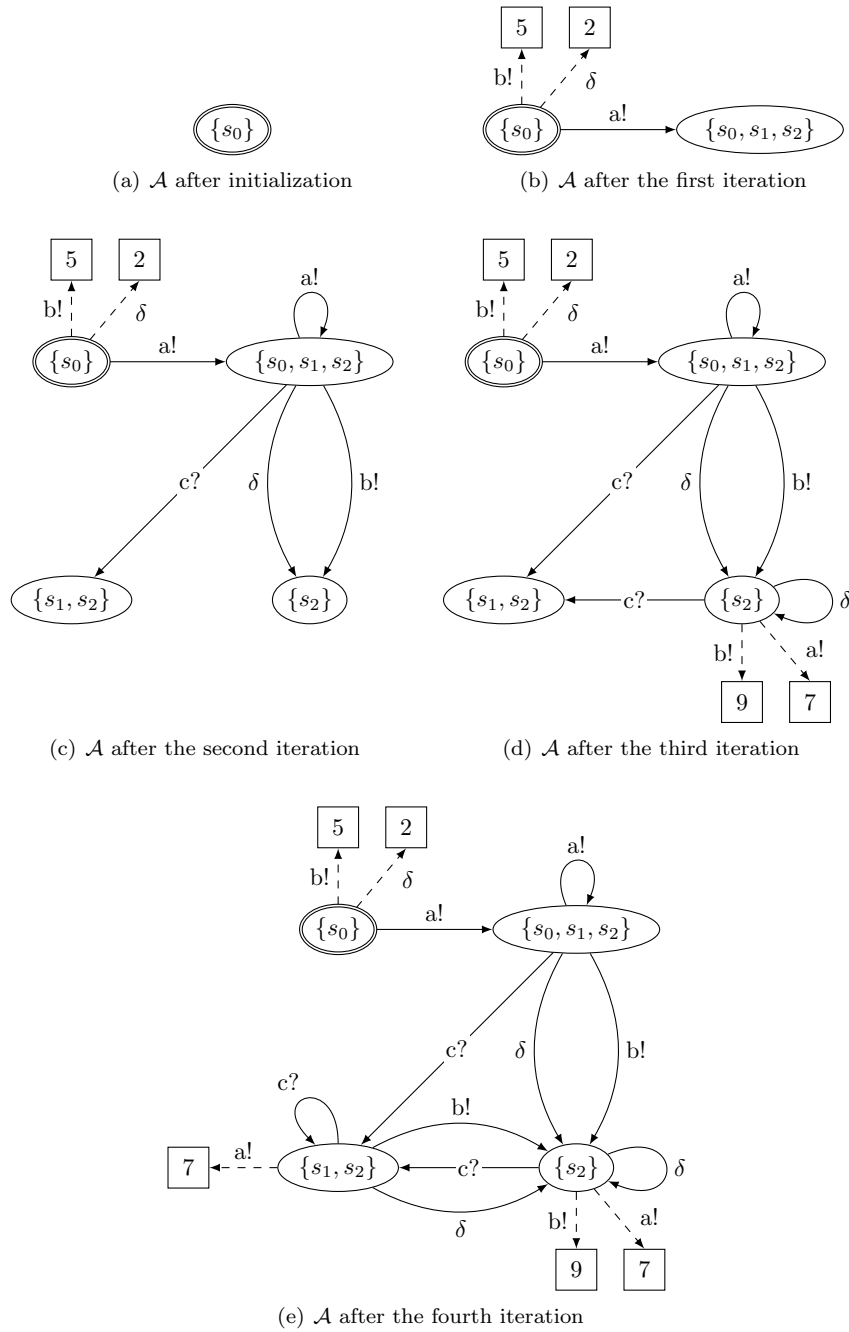 5 2
b! δ
{s₀} a! {s₀, s₁, s₂}
{s₀}
(a) 𝒜 after initialization
(b) 𝒜 after the first iteration
5 2
b! δ
a!
{s₀} a! {s₀, s₁, s₂}
c? δ b!
{s₁, s₂} {s₂}
(c) 𝒜 after the second iteration
5 2
b! δ
a!
{s₀} a! {s₀, s₁, s₂}
c? δ b!
{s₁, s₂} c? {s₂} δ
b! a!
9 7
(d) 𝒜 after the third iteration
5 2
b! δ
a!
{s₀} a! {s₀, s₁, s₂}
c? δ b!
c?
b!
7 a! {s₁, s₂} c? {s₂} δ
δ
b! a!
9 7
(e) 𝒜 after the fourth iteration